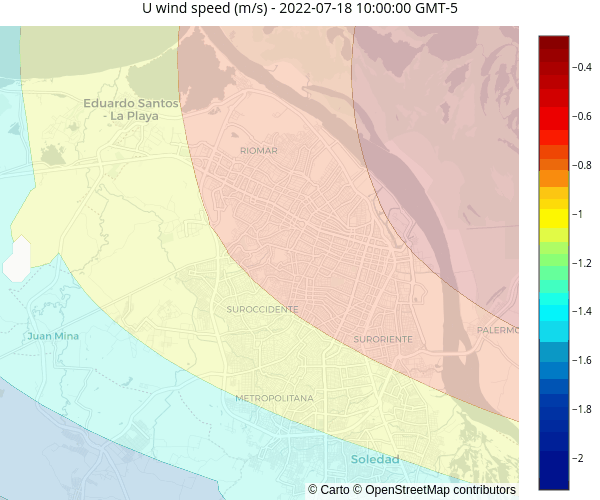 U wind speed (m/s) - 2022-07-18 10:00:00 GMT-5
Eduardo Santos
- La Playa
RIOMAR
SUROCCIDENTE
Juan Mina
SURORIENTE
PALERMO
METROPOLITANA
Soledad
© Carto © OpenStreetMap contributors
−0.4
−0.6
−0.8
−1
−1.2
−1.4
−1.6
−1.8
−2